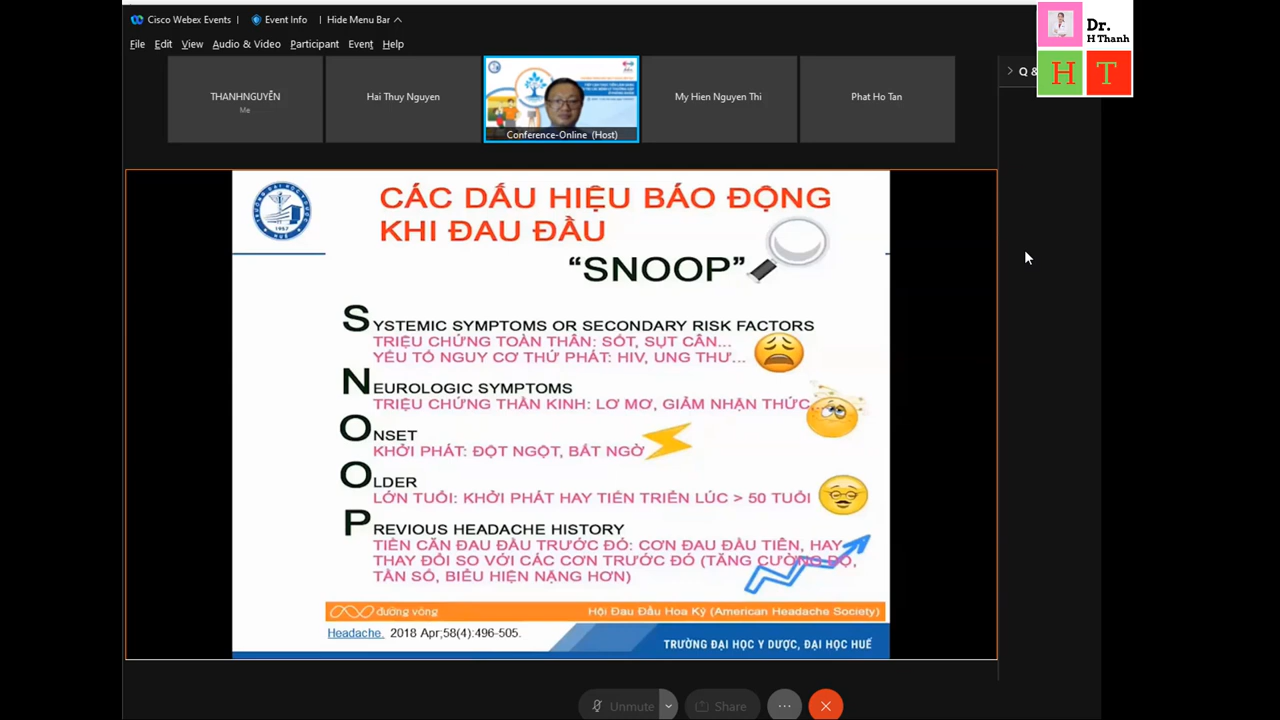 Cisco Webex Events
Event Info
Hide Menu Bar
File Edit View Audio & Video Participant Event Help
Dr.
H Thanh
H T
Q &
THANHNGUYỄN
Me
Hai Thuy Nguyen
Conference-Online (Host)
My Hien Nguyen Thi
Phat Ho Tan
TRƯỜNG ĐẠI HỌC Y DƯỢC
HUẾ
1957
CÁC DẤU HIỆU BÁO ĐỘNG
KHI ĐAU ĐẦU
“SNOOP”
SYSTEMIC SYMPTOMS OR SECONDARY RISK FACTORS
TRIỆU CHỨNG TOÀN THÂN: SỐT, SỤT CÂN...
YẾU TỐ NGUY CƠ THỨ PHÁT: HIV, UNG THƯ...
NEUROLOGIC SYMPTOMS
TRIỆU CHỨNG THẦN KINH: LƠ MƠ, GIẢM NHẬN THỨC,...
ONSET
KHỞI PHÁT: ĐỘT NGỘT, BẤT NGỜ
OLDER
LỚN TUỔI: KHỞI PHÁT HAY TIẾN TRIỂN LÚC > 50 TUỔI
PREVIOUS HEADACHE HISTORY
TIỀN CĂN ĐAU ĐẦU TRƯỚC ĐÓ: CƠN ĐAU ĐẦU TIÊN, HAY
THAY ĐỔI SO VỚI CÁC CƠN TRƯỚC ĐÓ (TĂNG CƯỜNG ĐỘ,
TẦN SỐ, BIỂU HIỆN NẶNG HƠN)
đường vòng
Hội Đau Đầu Hoa Kỳ (American Headache Society)
Headache. 2018 Apr;58(4):496-505.
TRƯỜNG ĐẠI HỌC Y DƯỢC, ĐẠI HỌC HUẾ
Unmute
Share